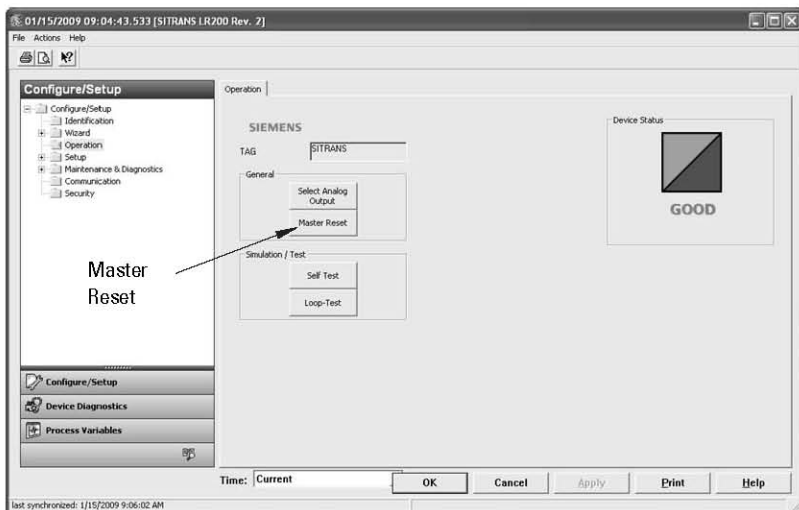 01/15/2009 09:04:43.533 [SITRANS LR200 Rev. 2]
File Actions Help
Configure/Setup
Configure/Setup
Identification
Wizard
Operation
Setup
Maintenance & Diagnostics
Communication
Security
Configure/Setup
Device Diagnostics
Process Variables
Operation
SIEMENS
TAG SITRANS
General
Select Analog
Output
Master Reset
Simulation / Test
Self Test
Loop-Test
Device Status
GOOD
Master
Reset
Time: Current
OK Cancel Apply Print Help
last synchronized: 1/15/2009 9:06:02 AM